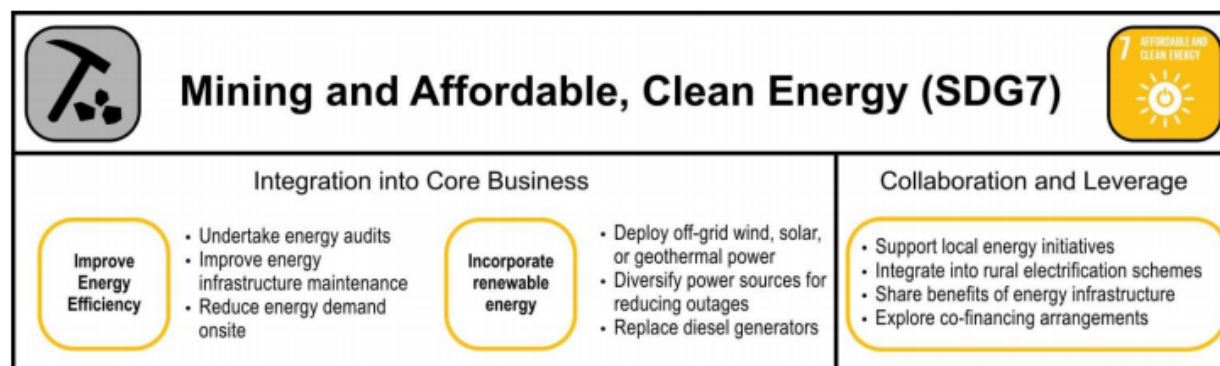 7 AFFORDABLE AND
CLEAN ENERGY
Mining and Affordable, Clean Energy (SDG7)
Integration into Core Business
Improve
Energy
Efficiency
• Undertake energy audits
• Improve energy
infrastructure maintenance
• Reduce energy demand
onsite
Incorporate
renewable
energy
• Deploy off-grid wind, solar,
or geothermal power
• Diversify power sources for
reducing outages
• Replace diesel generators
Collaboration and Leverage
• Support local energy initiatives
• Integrate into rural electrification schemes
• Share benefits of energy infrastructure
• Explore co-financing arrangements